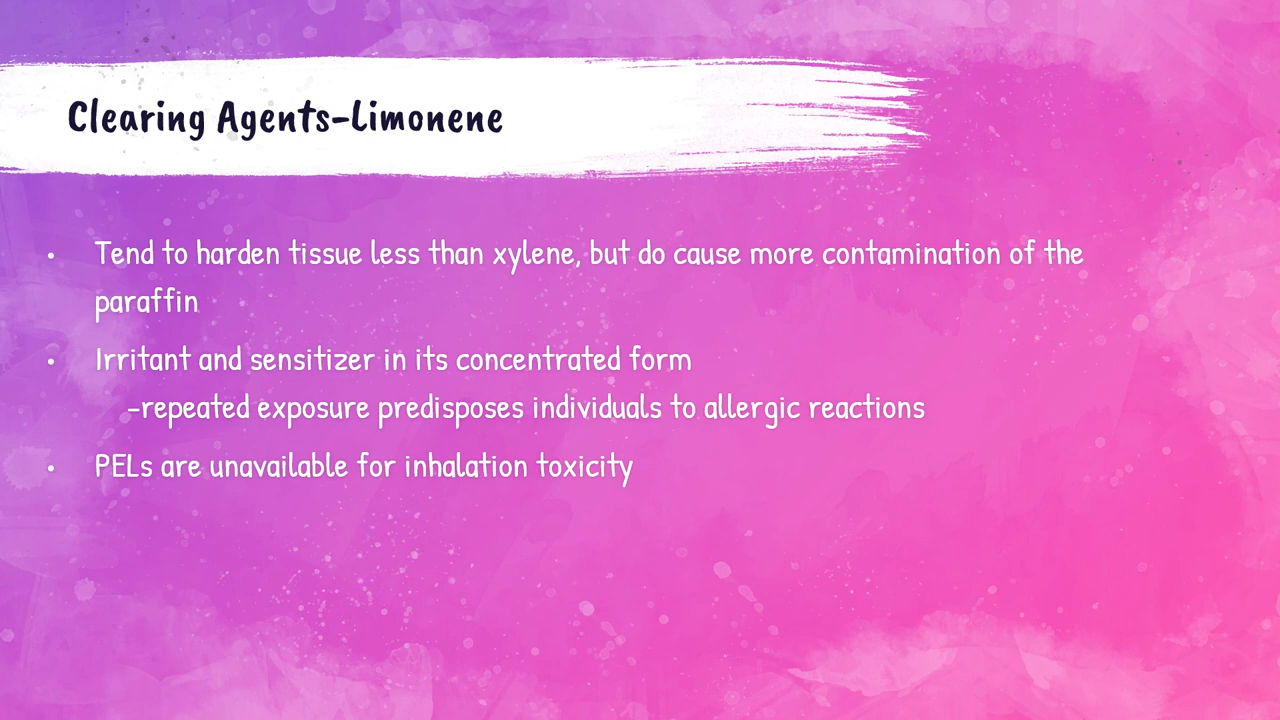 Clearing Agents-Limonene
• Tend to harden tissue less than xylene, but do cause more contamination of the
paraffin
• Irritant and sensitizer in its concentrated form
-repeated exposure predisposes individuals to allergic reactions
• PELs are unavailable for inhalation toxicity